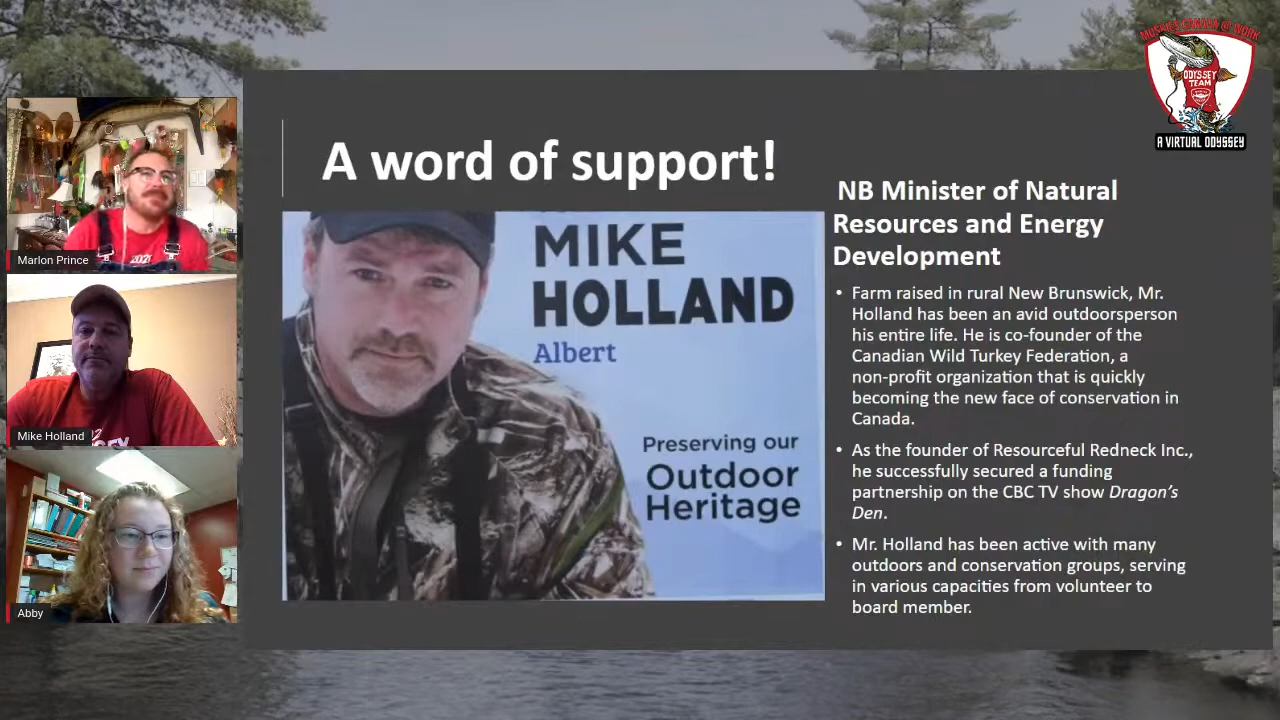 MUSKIES CANADA @ WORK
ODYSSEY
TEAM
A VIRTUAL ODYSSEY
A word of support!
MIKE
HOLLAND
Albert
Preserving our
Outdoor
Heritage
NB Minister of Natural
Resources and Energy
Development
• Farm raised in rural New Brunswick, Mr.
Holland has been an avid outdoorsperson
his entire life. He is co-founder of the
Canadian Wild Turkey Federation, a
non-profit organization that is quickly
becoming the new face of conservation in
Canada.
• As the founder of Resourceful Redneck Inc.,
he successfully secured a funding
partnership on the CBC TV show Dragon's
Den.
• Mr. Holland has been active with many
outdoors and conservation groups, serving
in various capacities from volunteer to
board member.
2020
Marlon Prince
Mike Holland
Abby